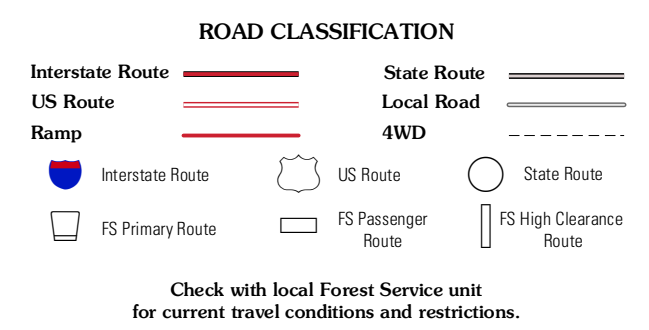 ROAD CLASSIFICATION
Interstate Route
State Route
US Route
Local Road
Ramp
4WD
Interstate Route
US Route
State Route
FS Primary Route
FS Passenger
Route
FS High Clearance
Route
Check with local Forest Service unit
for current travel conditions and restrictions.